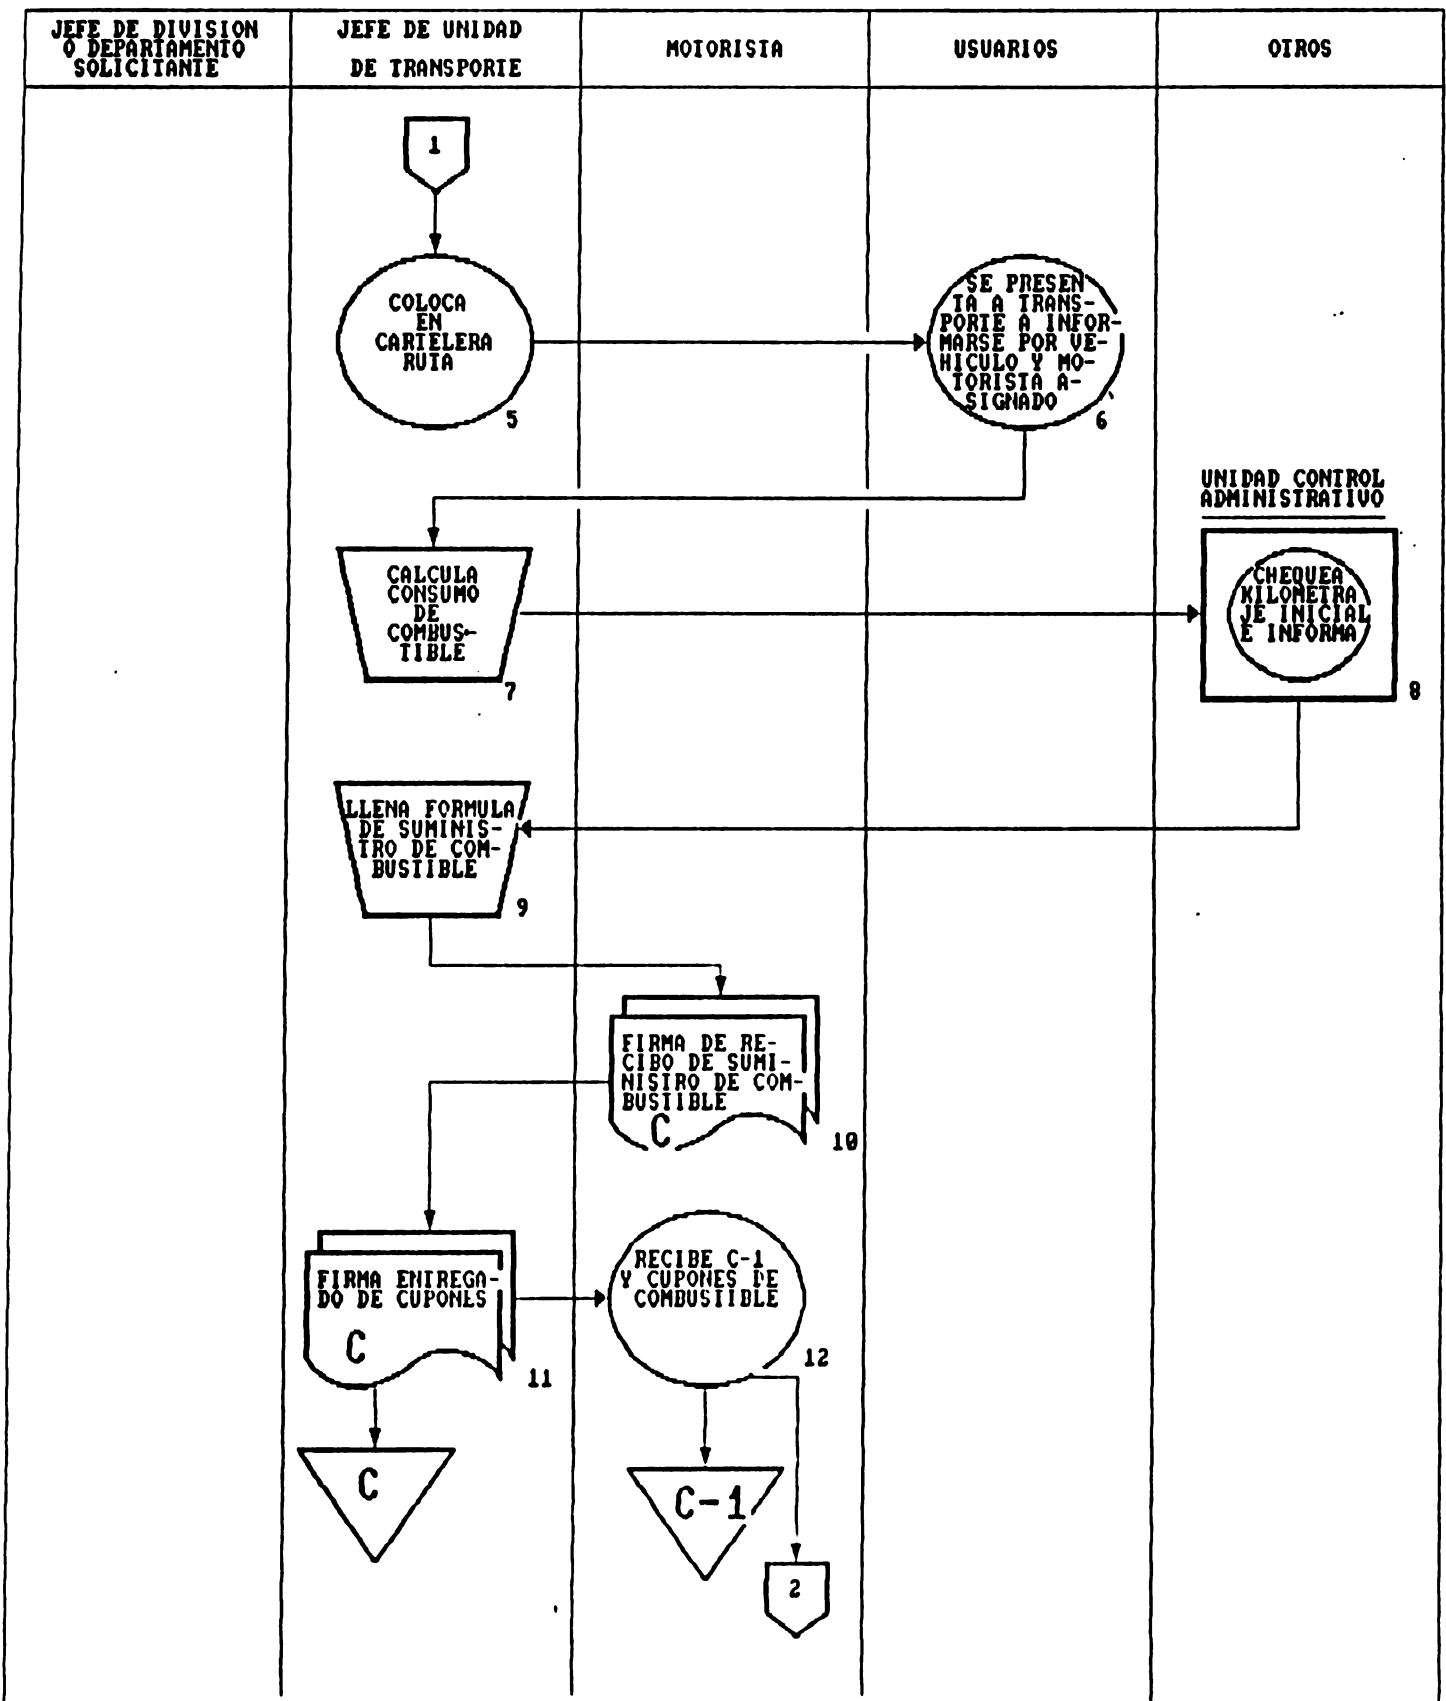 JEFE DE DIVISION
O DEPARTAMENTO
SOLICITANTE
JEFE DE UNIDAD
DE TRANSPORTE
MOTORISTA
USUARIOS
OTROS
1
COLOCA
EN
CARTELERA
RUTA
5
SE PRESEN
TA A TRANS-
PORTE A INFOR-
MARSE POR VE-
HICULO Y MO-
TORISTA A-
SIGNADO
6
UNIDAD CONTROL
ADMINISTRATIVO
CALCULA
CONSUMO
DE
COMBUS-
TIBLE
7
CHEQUEA
KILOMETRA
JE INICIAL
E INFORMA
8
LLENA FORMULA
DE SUMINIS-
TRO DE COM-
BUSTIBLE
9
FIRMA DE RE-
CIBO DE SUMI-
NISTRO DE COM-
BUSTIBLE
C
10
FIRMA ENTREGA-
DO DE CUPONES
C
11
RECIBE C-1
Y CUPONES DE
COMBUSTIBLE
12
C
C-1
2